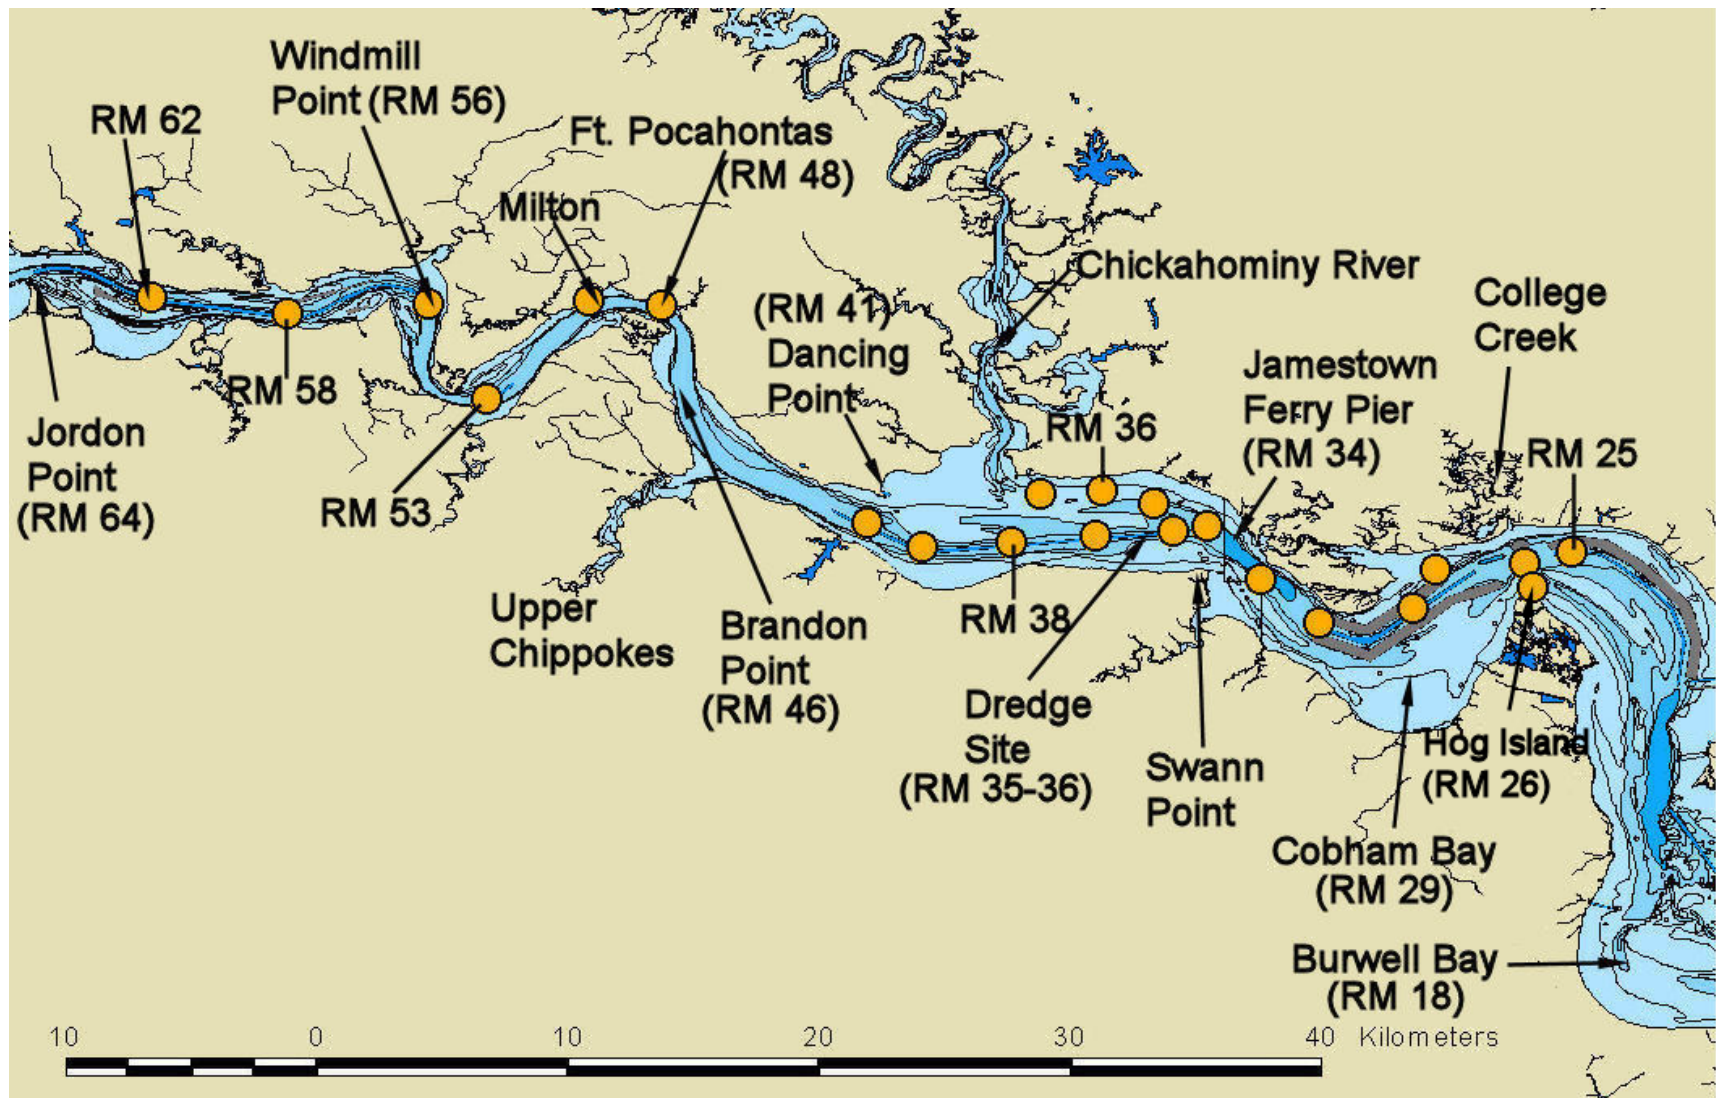 Windmill
Point (RM 56)
RM 62
Ft. Pocahontas
(RM 48)
Milton
Chickahominy River
(RM 41)
Dancing
Point
College
Creek
Jamestown
Ferry Pier
(RM 34)
RM 36
RM 25
RM 58
Jordon
Point
(RM 64)
RM 53
Upper
Chippokes
Brandon
Point
(RM 46)
RM 38
Dredge
Site
(RM 35-36)
Swann
Point
Hog Island
(RM 26)
Cobham Bay
(RM 29)
Burwell Bay
(RM 18)
10 0 10 20 30 40 Kilometers